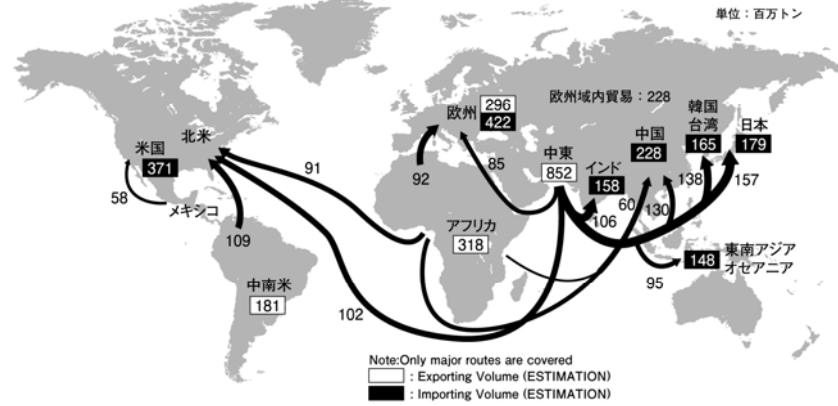 単位：百万トン
欧州
296
422
欧州域内貿易：228
韓国
台湾
165
日本
179
中国
228
北米
米国
371
中東
852
インド
158
91
92
85
58
メキシコ
60
130
138
157
106
109
アフリカ
318
148
東南アジア
オセアニア
95
中南米
181
102
Note:Only major routes are covered
: Exporting Volume (ESTIMATION)
: Importing Volume (ESTIMATION)